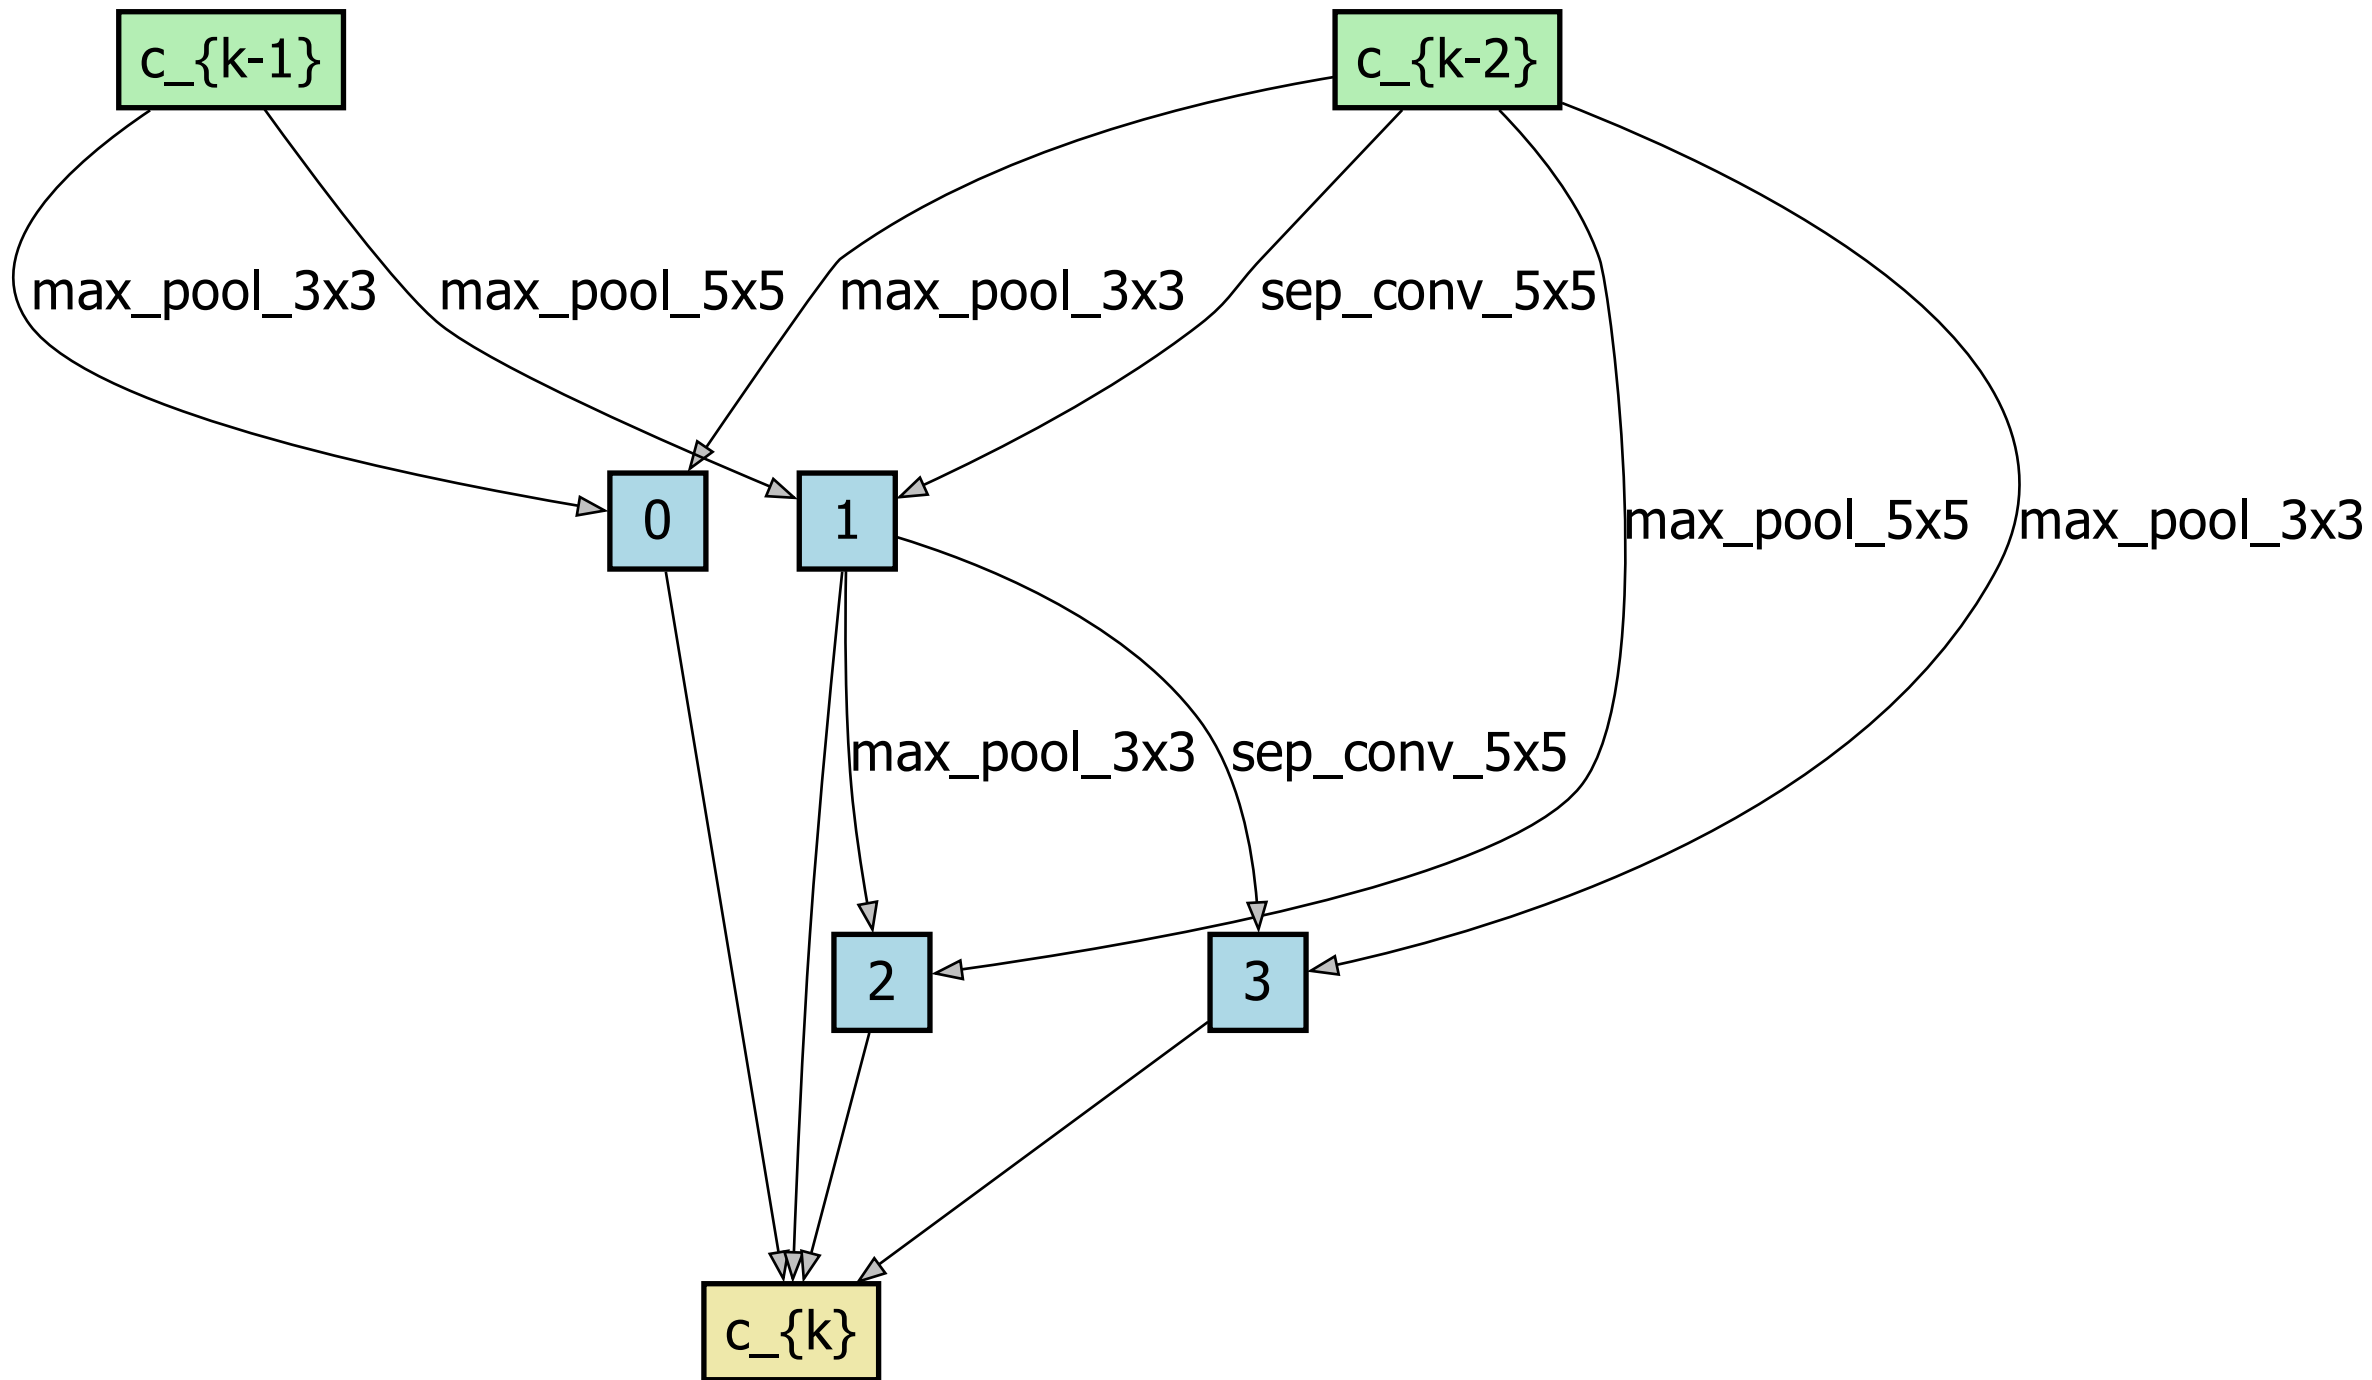 c_{k-1}
c_{k-2}
max_pool_3x3
max_pool_5x5
max_pool_3x3
sep_conv_5x5
0
1
max_pool_5x5
max_pool_3x3
max_pool_3x3
sep_conv_5x5
2
3
c_{k}